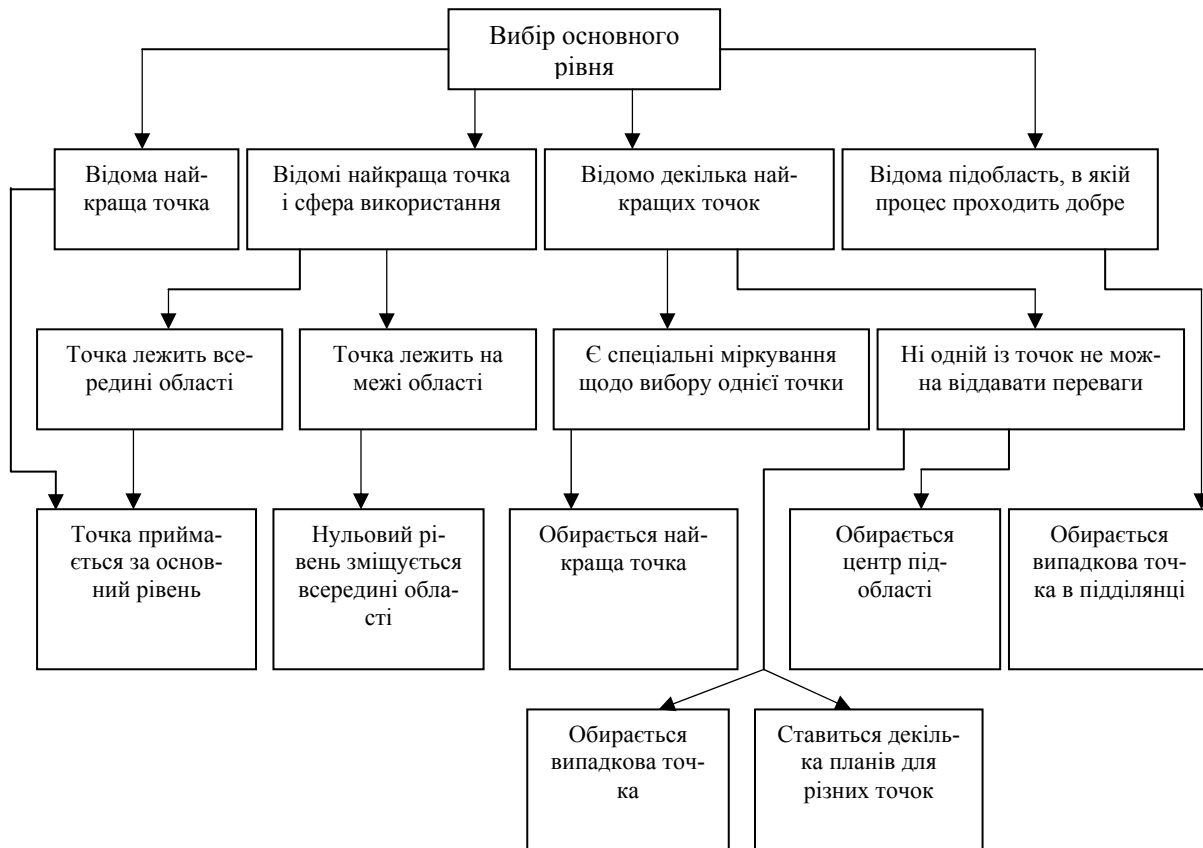 Вибір основного
рівня
Відома най-
краща точка
Відомі найкраща точка
і сфера використання
Відомо декілька най-
кращих точок
Відома підобласть, в якій
процес проходить добре
Точка лежить все-
редині області
Точка лежить на
межі області
Є спеціальні міркування
щодо вибору однієї точки
Ні одній із точок не мож-
на віддавати переваги
Точка прийма-
ється за основ-
ний рівень
Нульовий рі-
вень зміщується
всередині обла-
сті
Обирається най-
краща точка
Обирається
центр під-
області
Обирається
випадкова точ-
ка в підділянці
Обирається
випадкова точ-
ка
Ставиться декіль-
ка планів для
різних точок